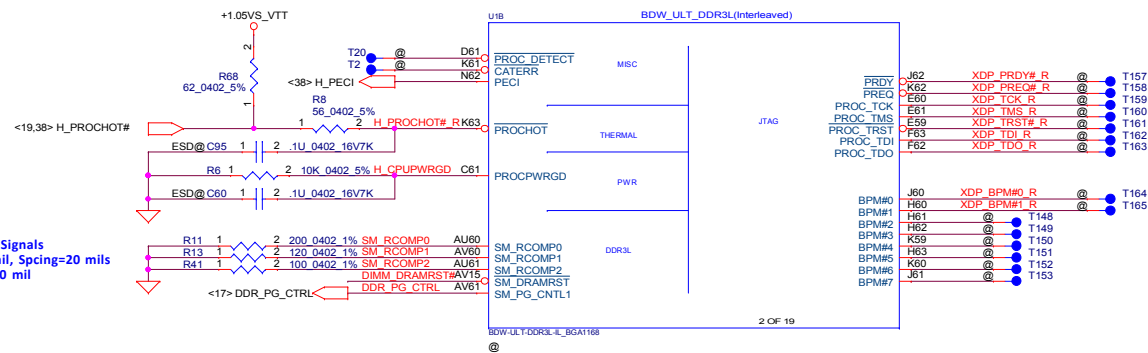 +1.05VS_VTT
U1B
BDW_ULT_DDR3L(Interleaved)
2
R68
62_0402_5%
1
T20 @ D61 PROC_DETECT
T2 @ K61 CATERR
<38> H_PECI N62 PECI
MISC
R8
56_0402_5%
<19,38> H_PROCHOT# 1 2 H_PROCHOT#_R K63 PROCHOT
THERMAL
ESD@ C95 1 2 .1U_0402_16V7K
R6 1 2 10K_0402_5% H_CPUPWRGD C61 PROCPWRGD
PWR
ESD@ C60 1 2 .1U_0402_16V7K
Signals
il, Spcing=20 mils
0 mil
R11 1 2 200_0402_1% SM_RCOMP0 AU60 SM_RCOMP0
R13 1 2 120_0402_1% SM_RCOMP1 AV60 SM_RCOMP1
R41 1 2 100_0402_1% SM_RCOMP2 AU61 SM_RCOMP2
DIMM_DRAMRST# AV15 SM_DRAMRST
<17> DDR_PG_CTRL DDR_PG_CTRL AV61 SM_PG_CNTL1
DDR3L
JTAG
PRDY J62 XDP_PRDY#_R @ T157
PREQ K62 XDP_PREQ#_R @ T158
PROC_TCK E60 XDP_TCK_R @ T159
PROC_TMS E61 XDP_TMS_R @ T160
PROC_TRST E59 XDP_TRST#_R @ T161
PROC_TDI F63 XDP_TDI_R @ T162
PROC_TDO F62 XDP_TDO_R @ T163
BPM#0 J60 XDP_BPM#0_R @ T164
BPM#1 H60 XDP_BPM#1_R @ T165
BPM#2 H61 @ T148
BPM#3 H62 @ T149
BPM#4 K59 @ T150
BPM#5 H63 @ T151
BPM#6 K60 @ T152
BPM#7 J61 @ T153
2 OF 19
BDW-ULT-DDR3L-IL_BGA1168
@